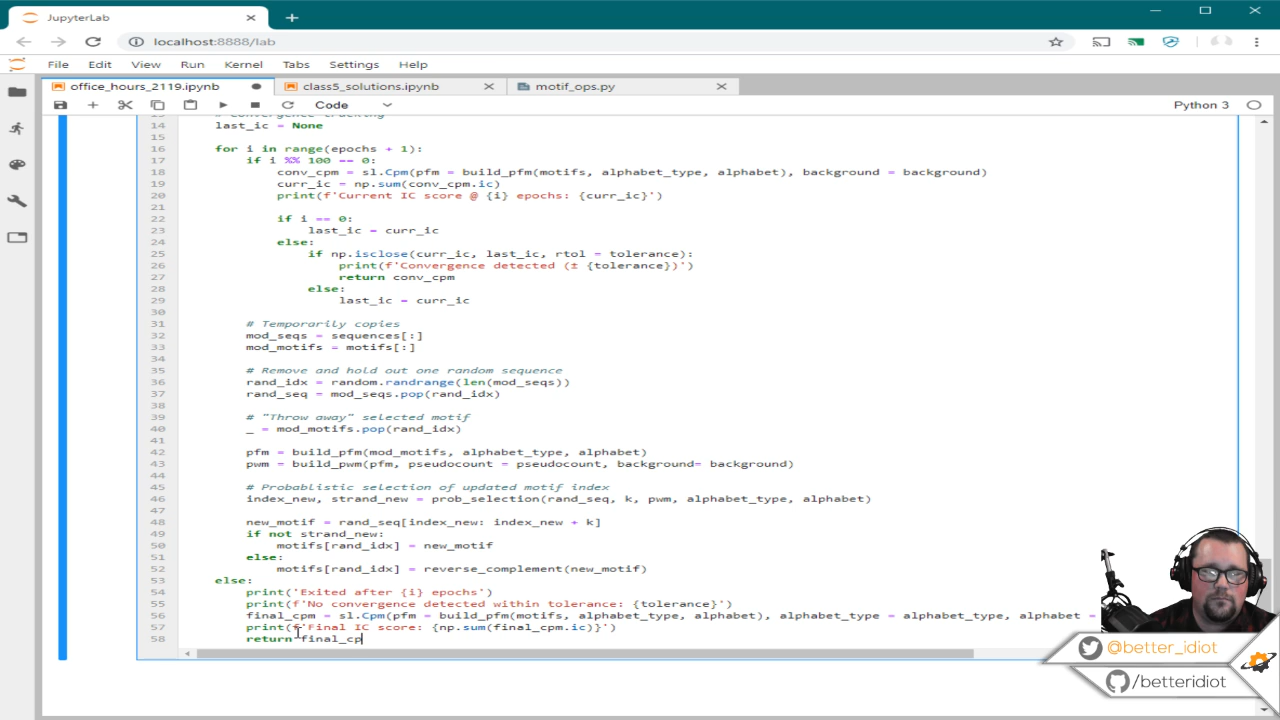 JupyterLab
localhost:8888/lab
File Edit View Run Kernel Tabs Settings Help
office_hours_2119.ipynb class5_solutions.ipynb motif_ops.py
Code Python 3
14 last_ic = None
15
16 for i in range(epochs + 1):
17 if i %% 100 == 0:
18 conv_cpm = sl.Cpm(pfm = build_pfm(motifs, alphabet_type, alphabet), background = background)
19 curr_ic = np.sum(conv_cpm.ic)
20 print(f'Current IC score @ {i} epochs: {curr_ic}')
21
22 if i == 0:
23 last_ic = curr_ic
24 else:
25 if np.isclose(curr_ic, last_ic, rtol = tolerance):
26 print(f'Convergence detected (± {tolerance})')
27 return conv_cpm
28 else:
29 last_ic = curr_ic
30
31 # Temporarily copies
32 mod_seqs = sequences[:]
33 mod_motifs = motifs[:]
34
35 # Remove and hold out one random sequence
36 rand_idx = random.randrange(len(mod_seqs))
37 rand_seq = mod_seqs.pop(rand_idx)
38
39 # "Throw away" selected motif
40 _ = mod_motifs.pop(rand_idx)
41
42 pfm = build_pfm(mod_motifs, alphabet_type, alphabet)
43 pwm = build_pwm(pfm, pseudocount = pseudocount, background= background)
44
45 # Probablistic selection of updated motif index
46 index_new, strand_new = prob_selection(rand_seq, k, pwm, alphabet_type, alphabet)
47
48 new_motif = rand_seq[index_new: index_new + k]
49 if not strand_new:
50 motifs[rand_idx] = new_motif
51 else:
52 motifs[rand_idx] = reverse_complement(new_motif)
53 else:
54 print('Exited after {i} epochs')
55 print(f'No convergence detected within tolerance: {tolerance}')
56 final_cpm = sl.Cpm(pfm = build_pfm(motifs, alphabet_type, alphabet), alphabet_type = alphabet_type, alphabet =
57 print(f'Final IC score: {np.sum(final_cpm.ic)}')
58 return final_cp
@better_idiot
/betteridiot